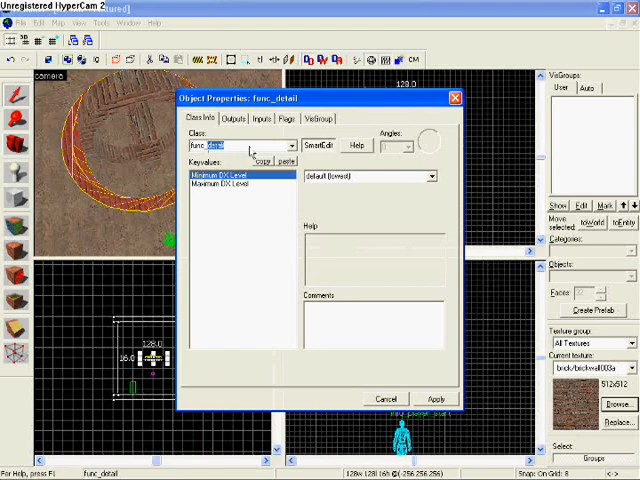 Unregistered HyperCam 2
tured]
File Edit Map View Tools Window Help
3D
CM
camera
128.0
Object Properties: func_detail
Class Info Outputs Inputs Flags VisGroup
Class:
func_detail
SmartEdit
Help
Angles:
Keyvalues:
copy
paste
Minimum DX Level
Maximum DX Level
default (lowest)
Help
Comments
Cancel
Apply
128.0
16.0
info_player_start
VisGroups:
User Auto
Show Edit Mark
Move selected:
toWorld
toEntity
Categories:
Objects:
Faces:
Create Prefab
Texture group:
All Textures
Current texture:
brick/brickwall003a
512x512
Browse...
Replace...
Select:
Groups
For Help, press F1
func_detail
128w 128l 16h @(-256 256 256)
Snap: On Grid: 8
<->